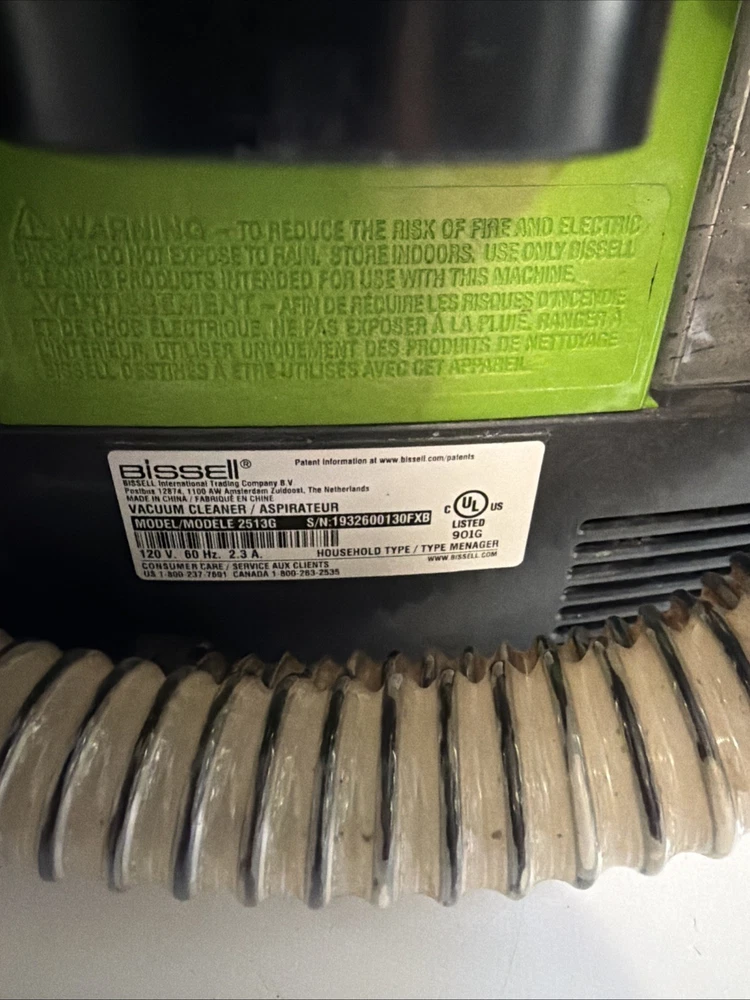 WARNING – TO REDUCE THE RISK OF FIRE AND ELECTRIC
SHOCK - DO NOT EXPOSE TO RAIN. STORE INDOORS. USE ONLY BISSELL
CLEANING PRODUCTS INTENDED FOR USE WITH THIS MACHINE.
AVERTISSEMENT – AFIN DE RÉDUIRE LES RISQUES D'INCENDIE
ET DE CHOC ÉLECTRIQUE, NE PAS EXPOSER À LA PLUIE, RANGER À
L'INTÉRIEUR. UTILISER UNIQUEMENT DES PRODUITS DE NETTOYAGE
BISSELL DESTINÉS À ÊTRE UTILISÉS AVEC CET APPAREIL.
BISSELL® Patent information at www.bissell.com/patents
BISSELL International Trading Company B.V.
Postbus 12874, 1100 AW Amsterdam Zuidoost, The Netherlands
MADE IN CHINA / FABRIQUÉ EN CHINE
VACUUM CLEANER / ASPIRATEUR
MODEL/MODELE 2513G S/N:1932600130FXB
120 V. 60 Hz. 2.3 A. HOUSEHOLD TYPE / TYPE MENAGER
WWW.BISSELL.COM
CONSUMER CARE / SERVICE AUX CLIENTS
US 1-800-237-7691 CANADA 1-800-263-2535
C UL US
LISTED
901G